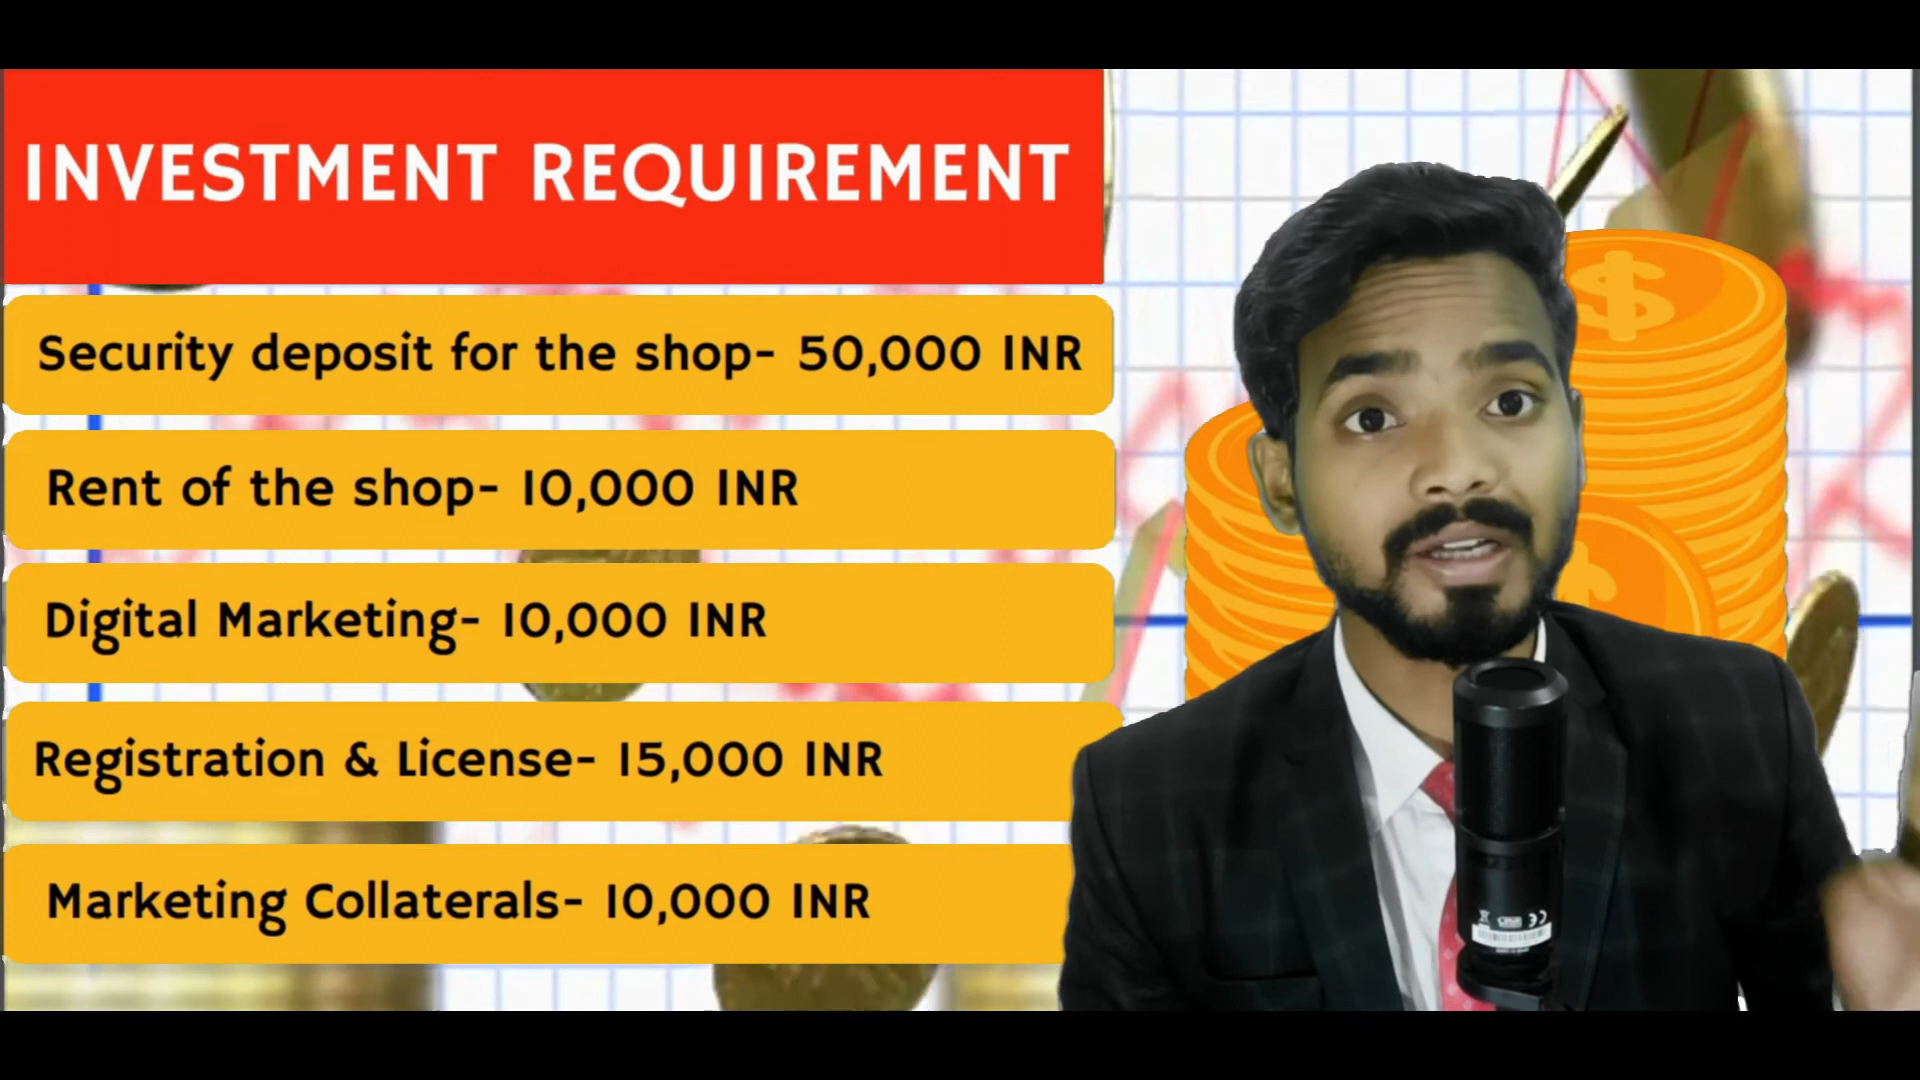 INVESTMENT REQUIREMENT
Security deposit for the shop- 50,000 INR
Rent of the shop- 10,000 INR
Digital Marketing- 10,000 INR
Registration & License- 15,000 INR
Marketing Collaterals- 10,000 INR